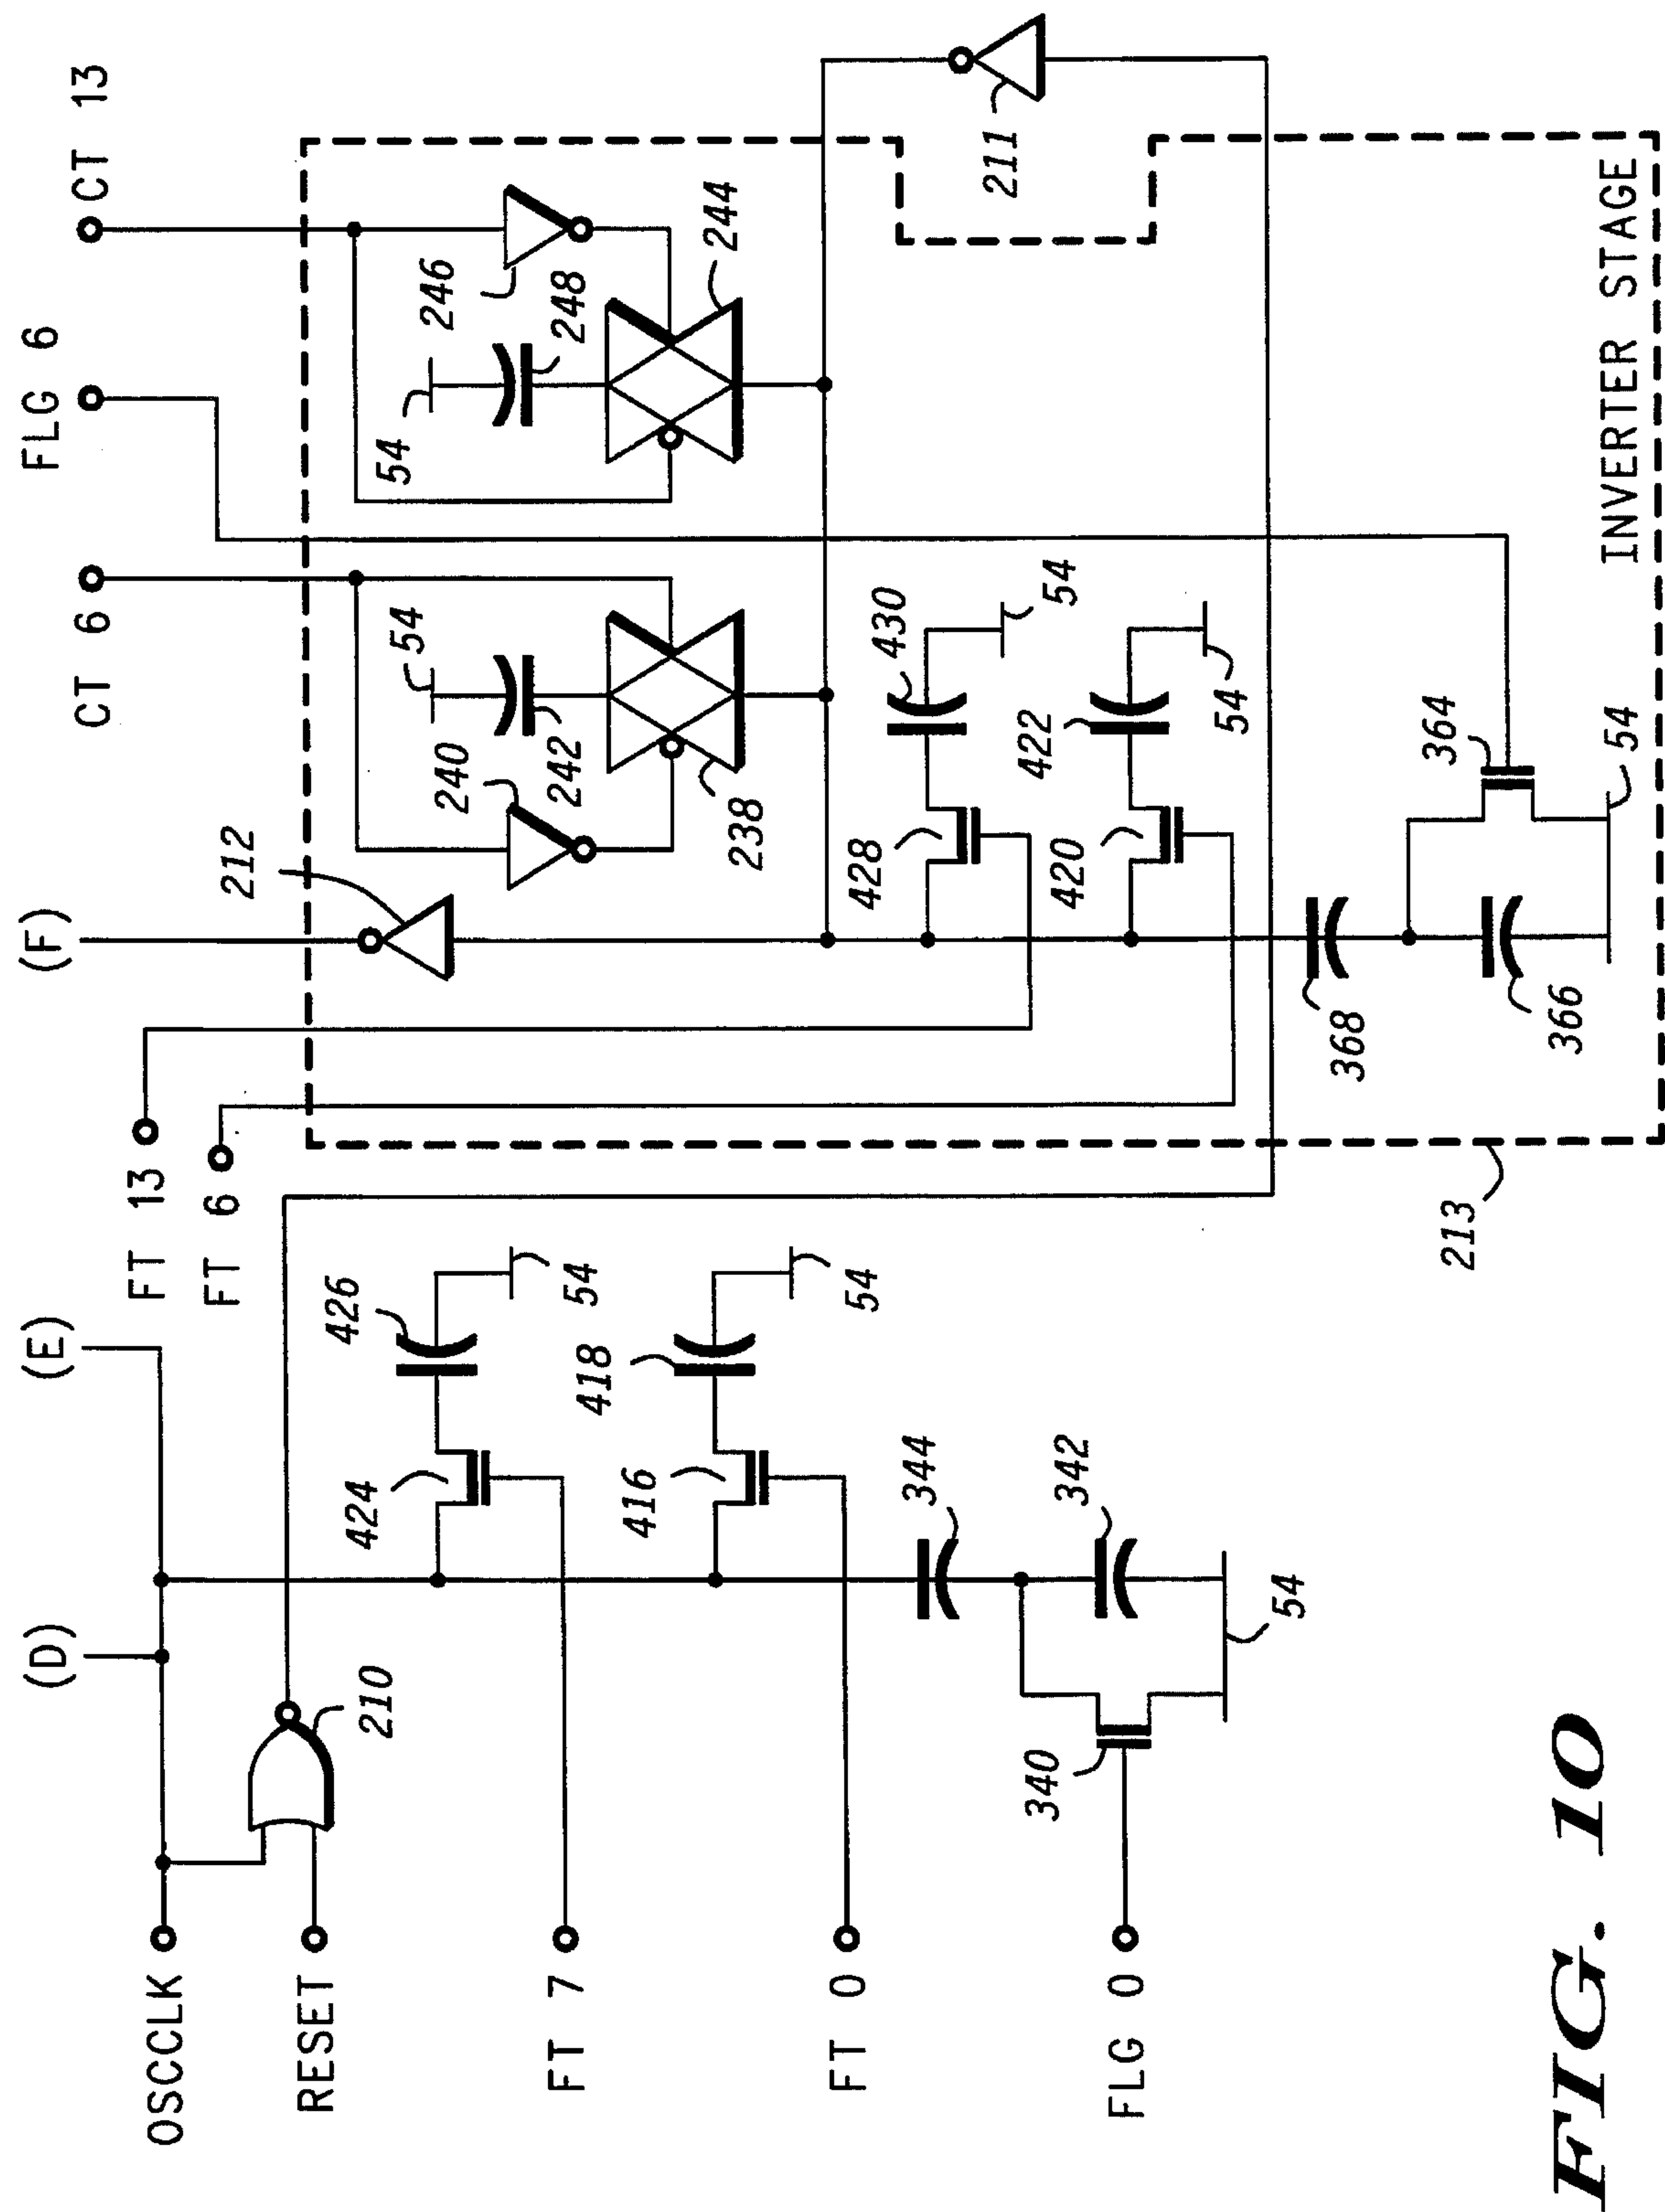 OSCCLK
RESET
FT 7
FT 0
FLG 0
(D)
(E)
210
424
426
54
416
418
54
344
342
340
54
FT 13
FT 6
(F)
CT 6
FLG 6
CT 13
212
240
242
54
238
54
246
248
244
211
428
430
54
420
422
54
368
366
364
54
213
INVERTER STAGE
FIG. 10